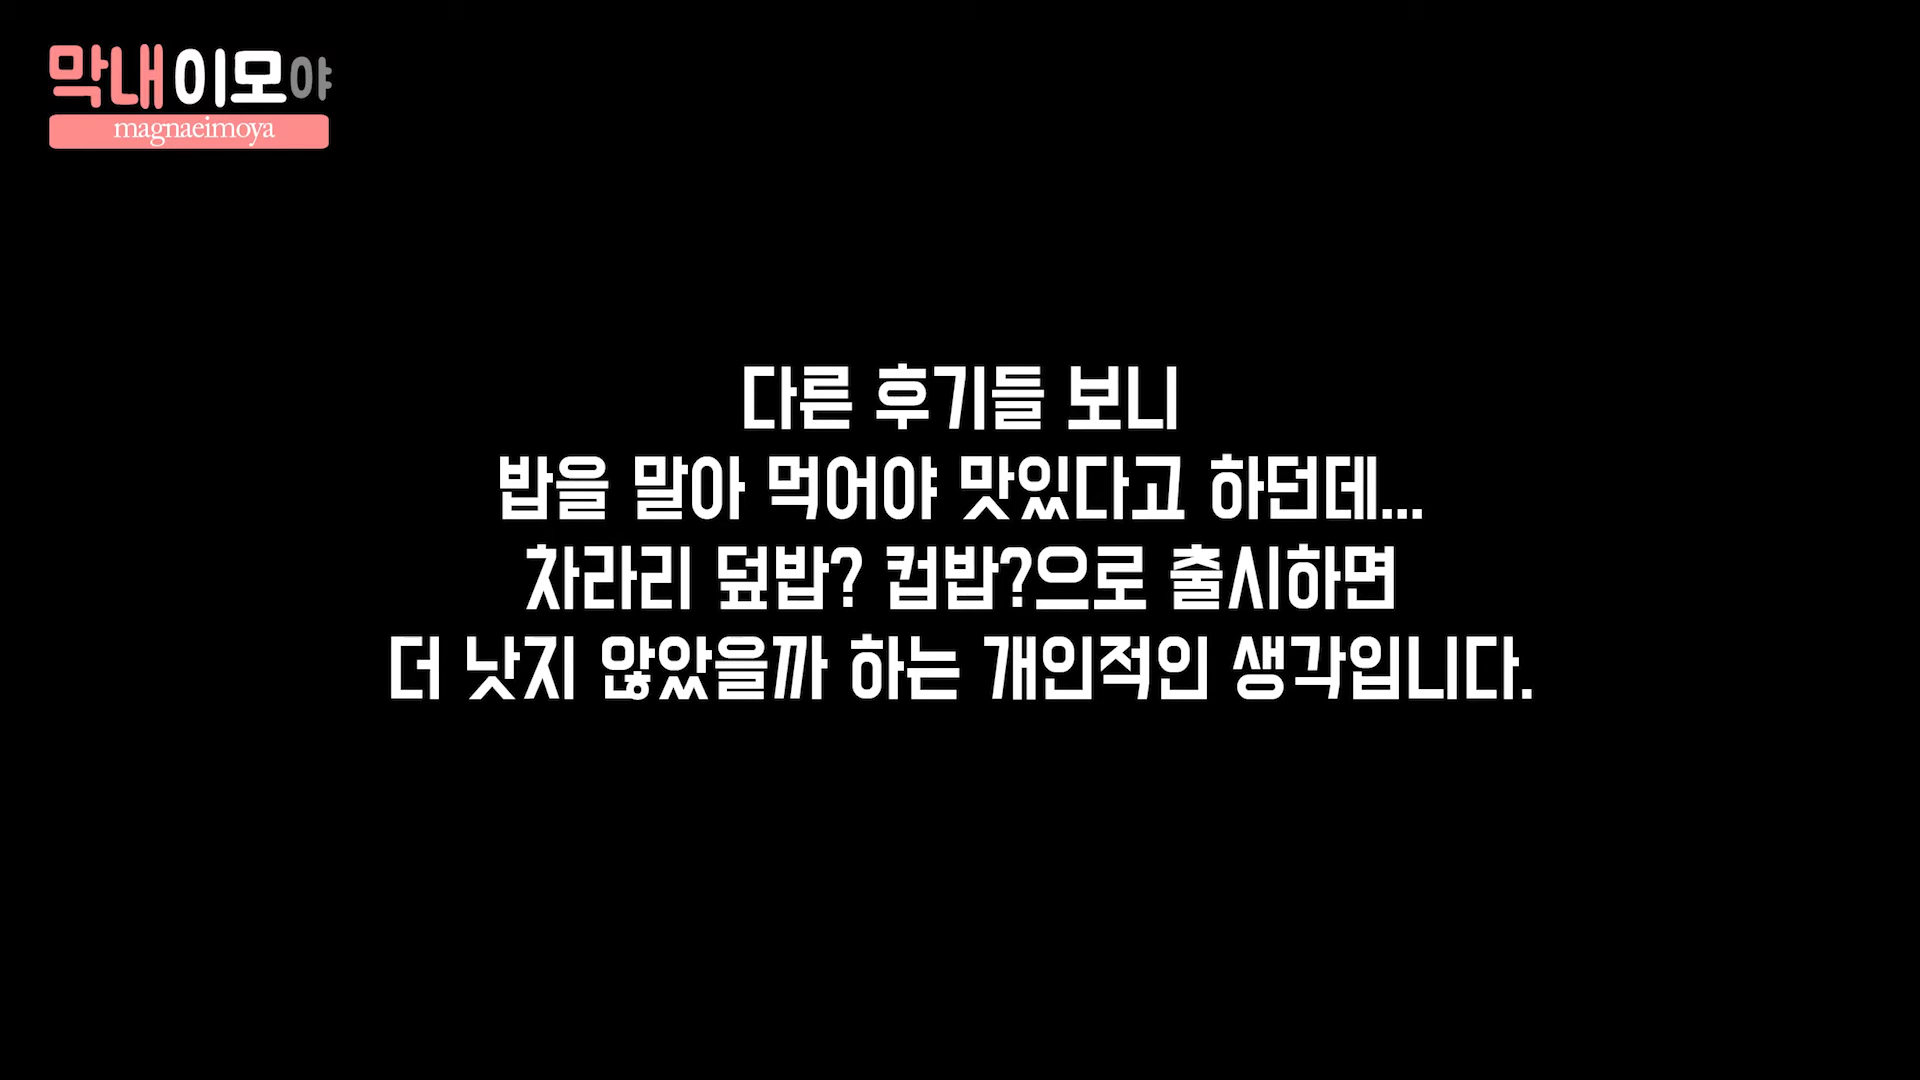 막내이모야
magnaeimoya
다른 후기들 보니
밥을 말아 먹어야 맛있다고 하던데...
차라리 덮밥? 컵밥?으로 출시하면
더 낫지 않았을까 하는 개인적인 생각입니다.